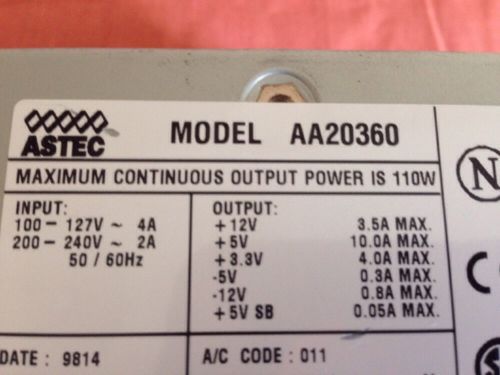 ASTEC
MODEL AA20360
MAXIMUM CONTINUOUS OUTPUT POWER IS 110W
INPUT:
100 - 127V ~ 4A
200 - 240V ~ 2A
50 / 60Hz
OUTPUT:
+12V 3.5A MAX.
+5V 10.0A MAX.
+3.3V 4.0A MAX.
-5V 0.3A MAX.
-12V 0.8A MAX.
+5V SB 0.05A MAX.
N
DATE : 9814
A/C CODE : 011